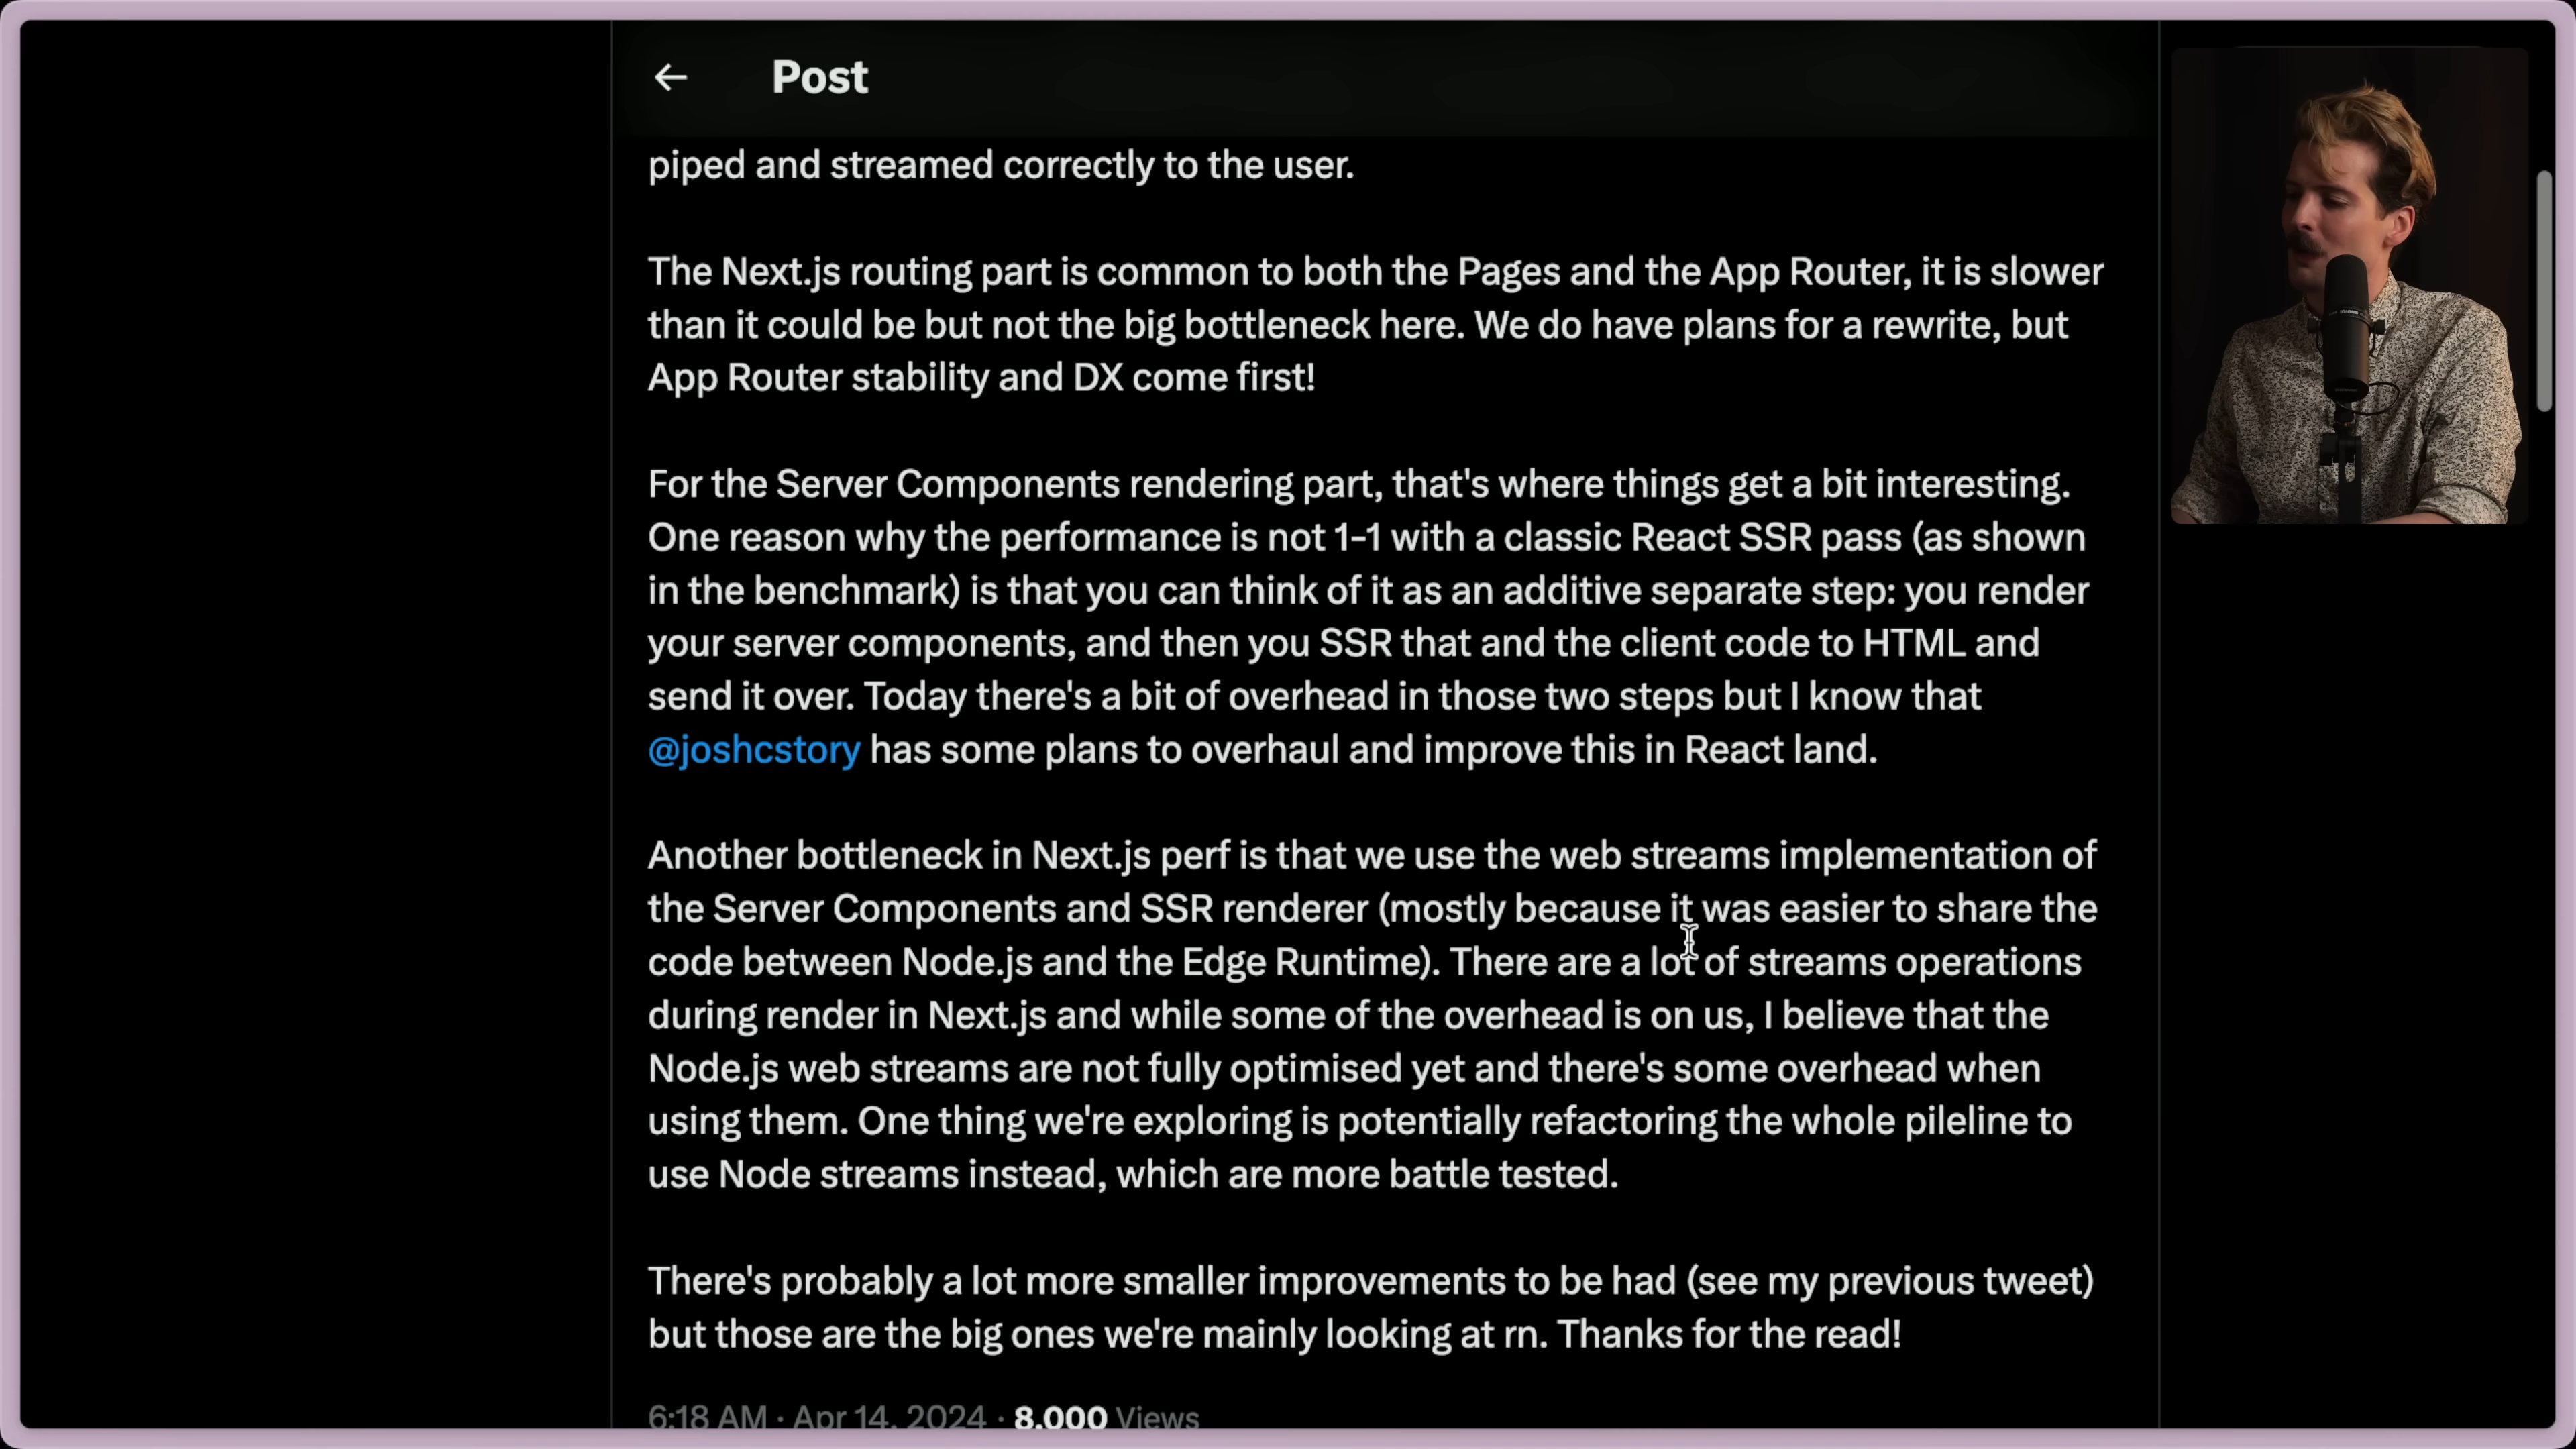 Post
piped and streamed correctly to the user.
The Next.js routing part is common to both the Pages and the App Router, it is slower
than it could be but not the big bottleneck here. We do have plans for a rewrite, but
App Router stability and DX come first!
For the Server Components rendering part, that's where things get a bit interesting.
One reason why the performance is not 1-1 with a classic React SSR pass (as shown
in the benchmark) is that you can think of it as an additive separate step: you render
your server components, and then you SSR that and the client code to HTML and
send it over. Today there's a bit of overhead in those two steps but I know that
@joshcstory has some plans to overhaul and improve this in React land.
Another bottleneck in Next.js perf is that we use the web streams implementation of
the Server Components and SSR renderer (mostly because it was easier to share the
code between Node.js and the Edge Runtime). There are a lot of streams operations
during render in Next.js and while some of the overhead is on us, I believe that the
Node.js web streams are not fully optimised yet and there's some overhead when
using them. One thing we're exploring is potentially refactoring the whole pileline to
use Node streams instead, which are more battle tested.
There's probably a lot more smaller improvements to be had (see my previous tweet)
but those are the big ones we're mainly looking at rn. Thanks for the read!
6:18 AM · Apr 14, 2024 · 8,000 Views